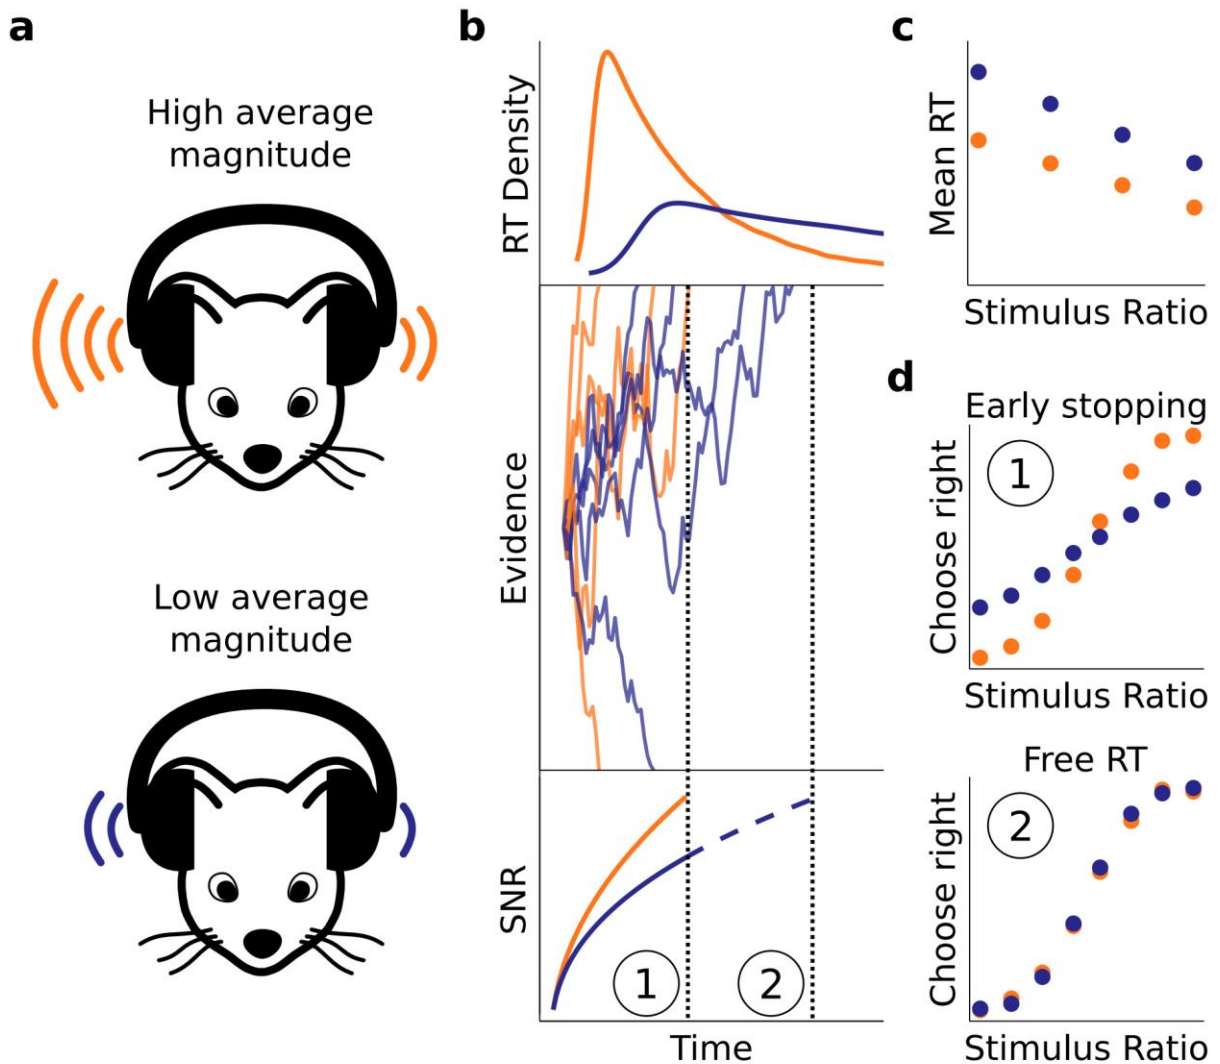 a
High average
magnitude
Low average
magnitude
b
RT Density
Evidence
SNR
1
2
Time
c
Mean RT
Stimulus Ratio
d
Early stopping
1
Choose right
Stimulus Ratio
Free RT
2
Choose right
Stimulus Ratio